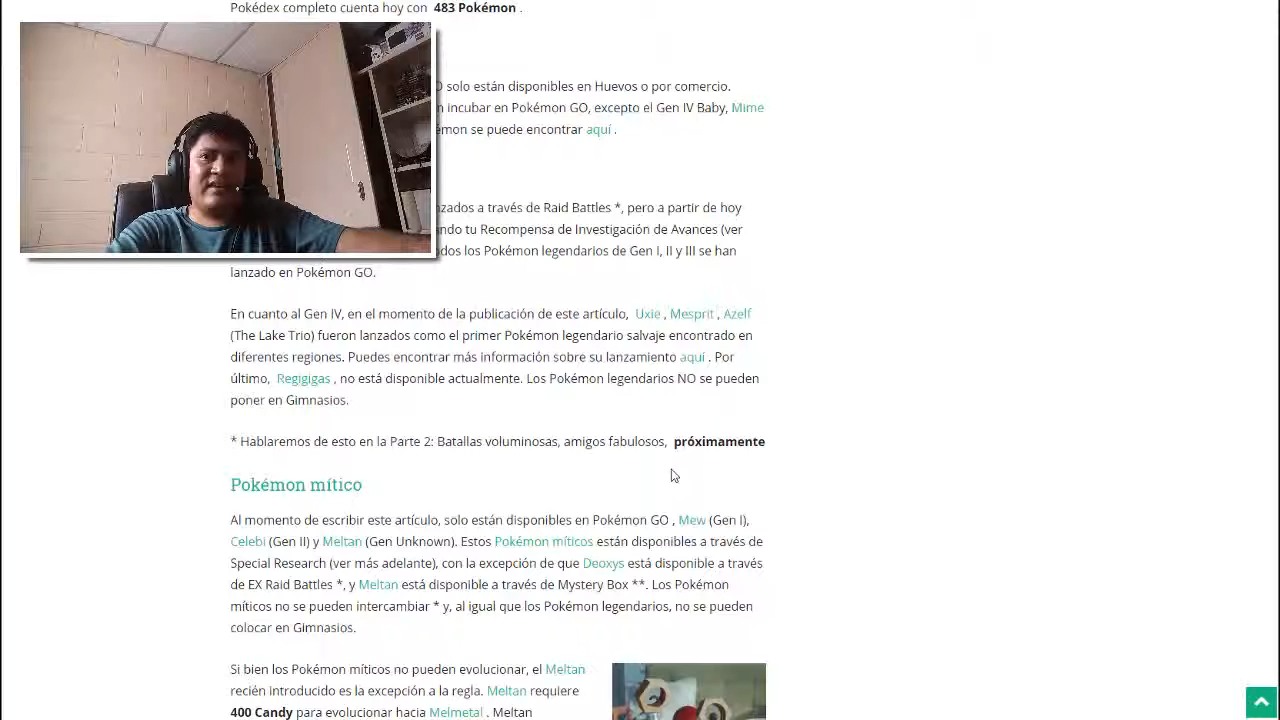 Pokédex completo cuenta hoy con 483 Pokémon .
solo están disponibles en Huevos o por comercio.
incubar en Pokémon GO, excepto el Gen IV Baby, Mime
se puede encontrar aquí .
a través de Raid Battles *, pero a partir de hoy
tu Recompensa de Investigación de Avances (ver
los Pokémon legendarios de Gen I, II y III se han
lanzado en Pokémon GO.
En cuanto al Gen IV, en el momento de la publicación de este artículo, Uxie , Mesprit , Azelf
(The Lake Trio) fueron lanzados como el primer Pokémon legendario salvaje encontrado en
diferentes regiones. Puedes encontrar más información sobre su lanzamiento aquí . Por
último, Regigigas , no está disponible actualmente. Los Pokémon legendarios NO se pueden
poner en Gimnasios.
* Hablaremos de esto en la Parte 2: Batallas voluminosas, amigos fabulosos, próximamente
Pokémon mítico
Al momento de escribir este artículo, solo están disponibles en Pokémon GO , Mew (Gen I),
Celebi (Gen II) y Meltan (Gen Unknown). Estos Pokémon míticos están disponibles a través de
Special Research (ver más adelante), con la excepción de que Deoxys está disponible a través
de EX Raid Battles *, y Meltan está disponible a través de Mystery Box **. Los Pokémon
míticos no se pueden intercambiar * y, al igual que los Pokémon legendarios, no se pueden
colocar en Gimnasios.
Si bien los Pokémon míticos no pueden evolucionar, el Meltan
recién introducido es la excepción a la regla. Meltan requiere
400 Candy para evolucionar hacia Melmetal . Meltan